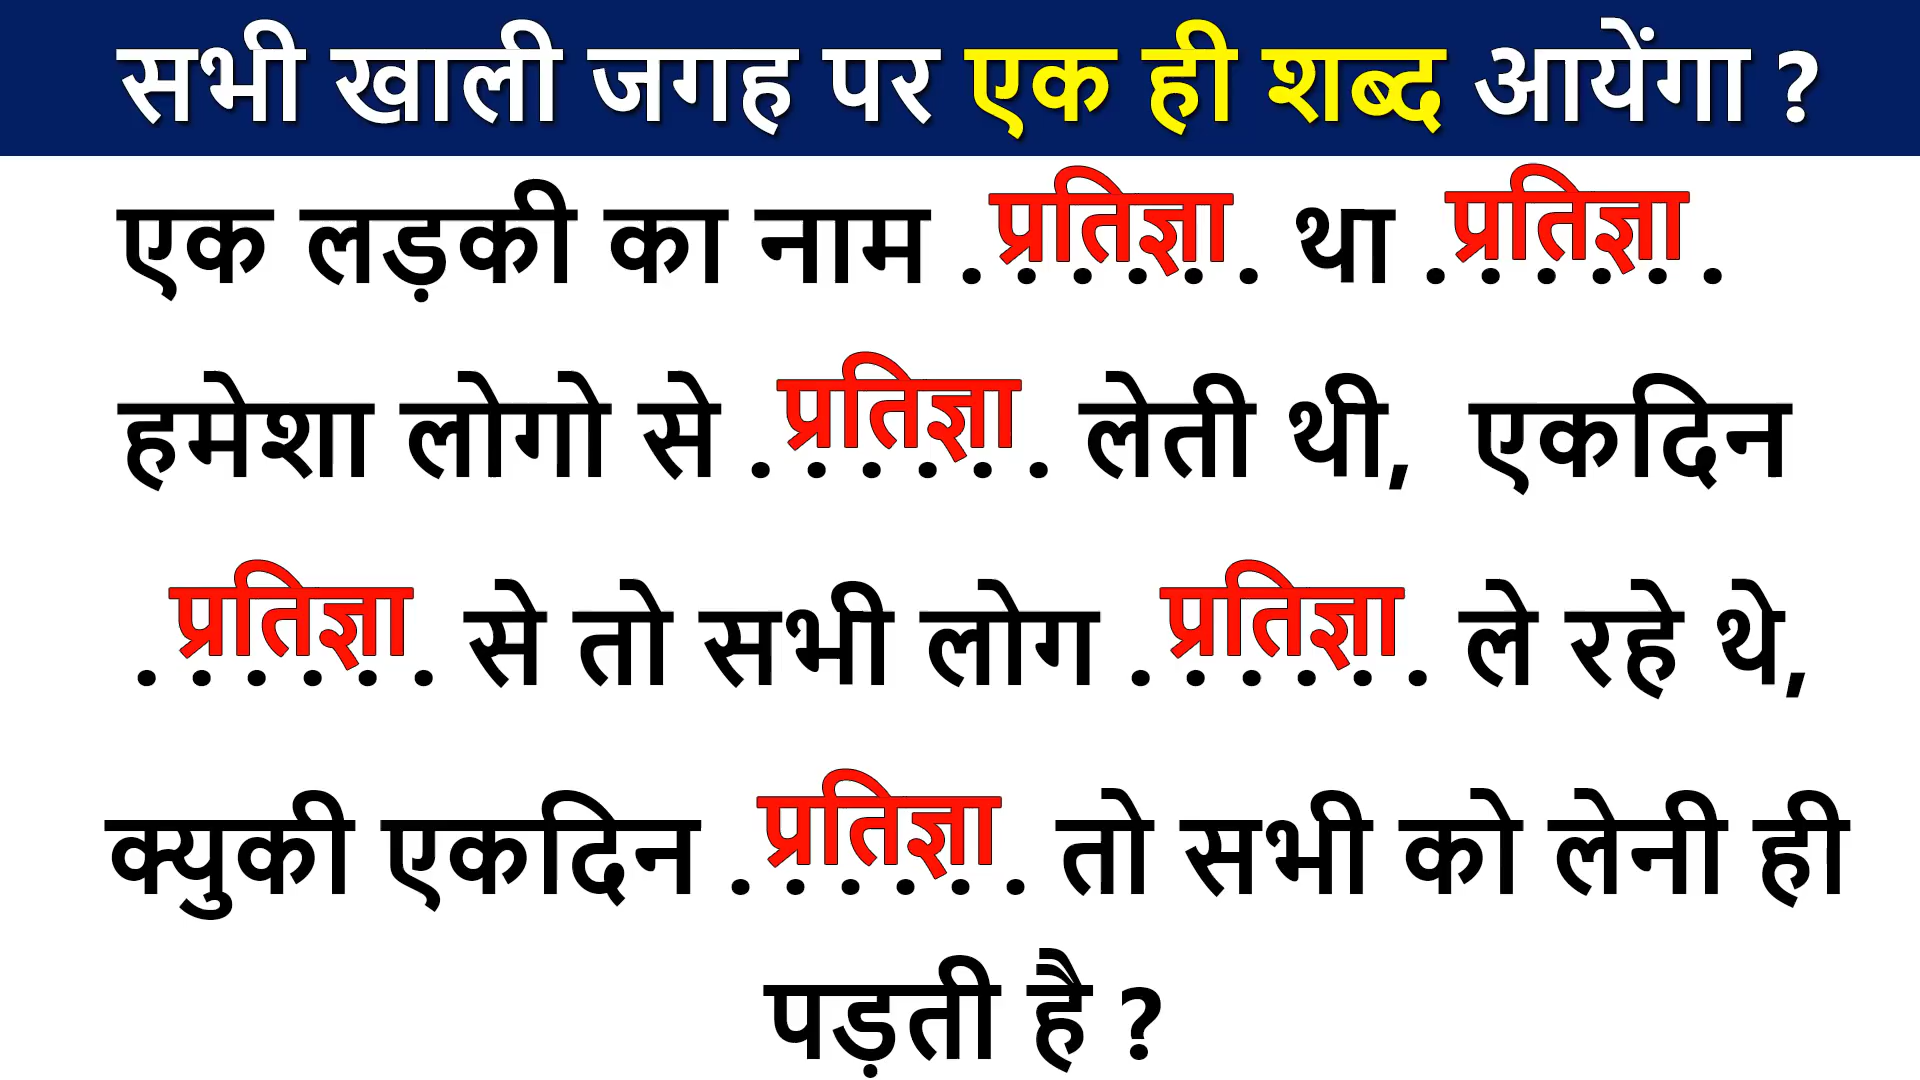 सभी खाली जगह पर एक ही शब्द आयेंगा ?
एक लड़की का नाम . प्रतिज्ञा . था . प्रतिज्ञा .
हमेशा लोगो से . प्रतिज्ञा . लेती थी, एकदिन
. प्रतिज्ञा . से तो सभी लोग . प्रतिज्ञा . ले रहे थे,
क्युकी एकदिन . प्रतिज्ञा . तो सभी को लेनी ही
पड़ती है ?